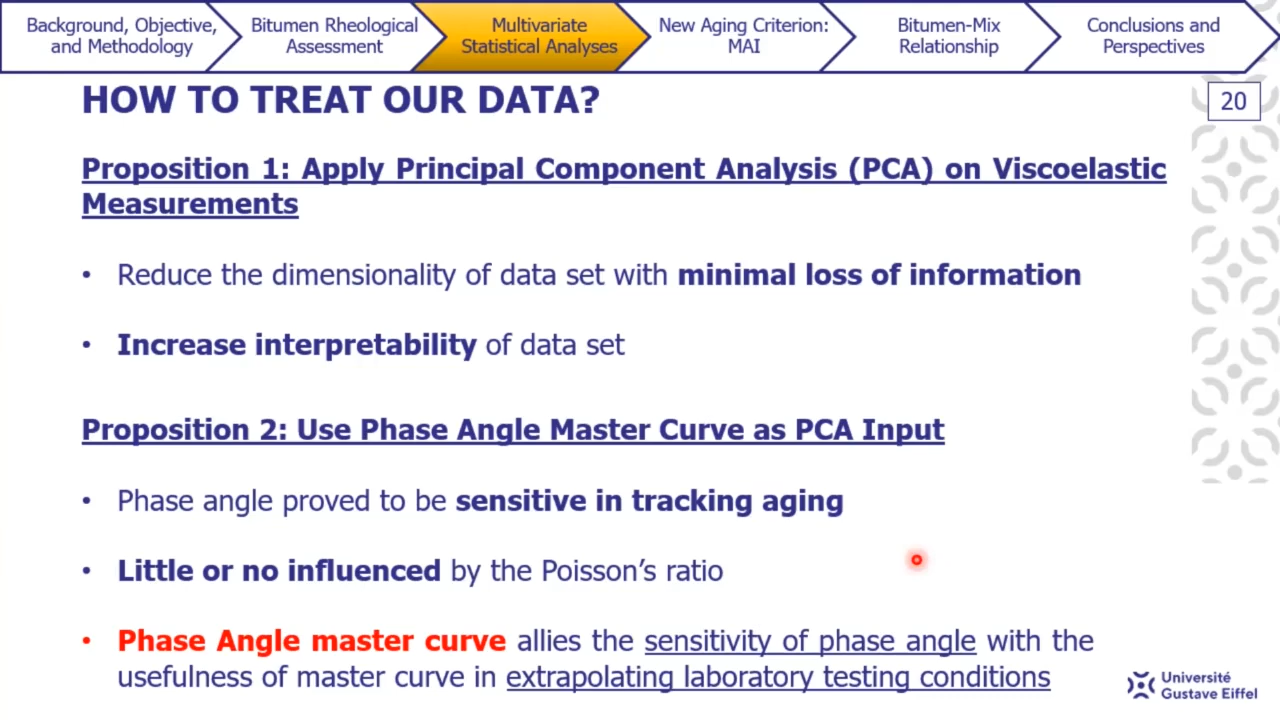 Background, Objective,
and Methodology
Bitumen Rheological
Assessment
Multivariate
Statistical Analyses
New Aging Criterion:
MAI
Bitumen-Mix
Relationship
Conclusions and
Perspectives
HOW TO TREAT OUR DATA?
20
Proposition 1: Apply Principal Component Analysis (PCA) on Viscoelastic
Measurements
• Reduce the dimensionality of data set with minimal loss of information
• Increase interpretability of data set
Proposition 2: Use Phase Angle Master Curve as PCA Input
• Phase angle proved to be sensitive in tracking aging
• Little or no influenced by the Poisson's ratio
• Phase Angle master curve allies the sensitivity of phase angle with the
usefulness of master curve in extrapolating laboratory testing conditions
Université
Gustave Eiffel